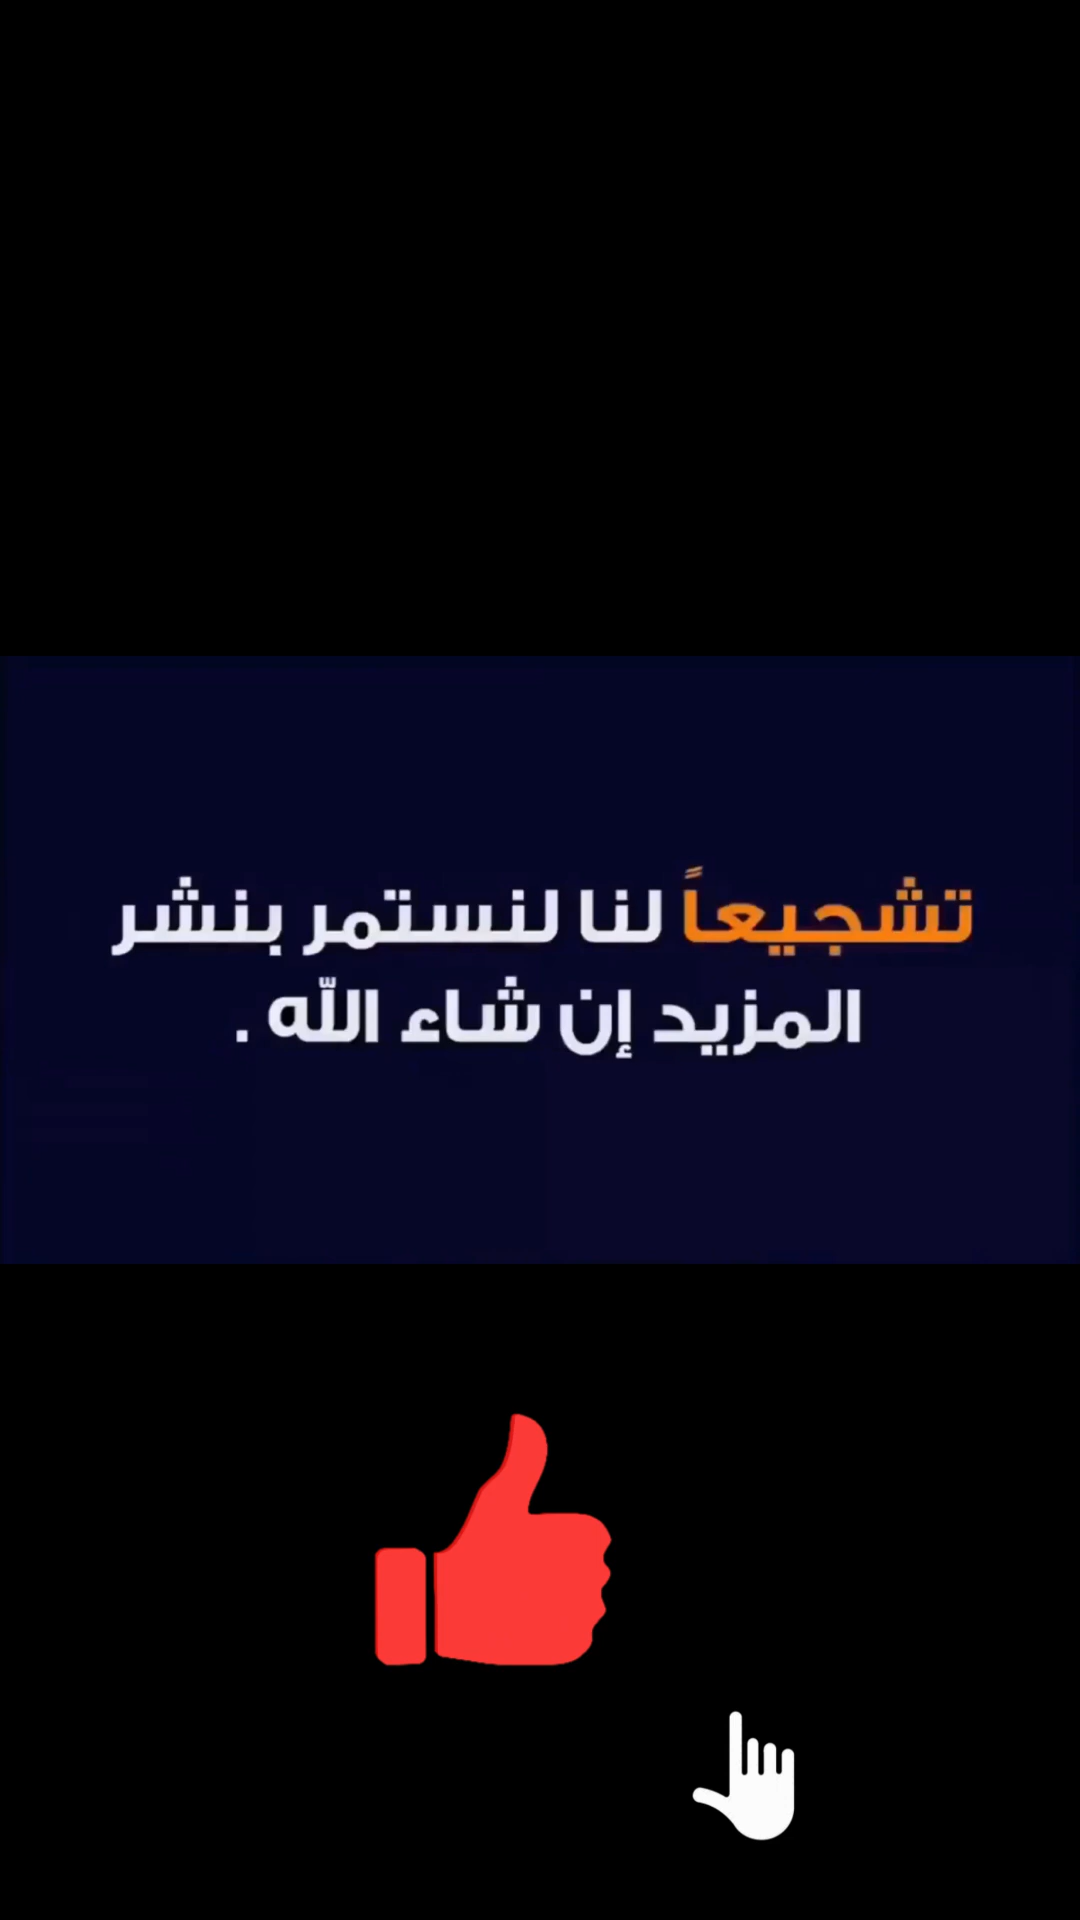 تشجيعاً لنا لنستمر بنشر
المزيد إن شاء الله .